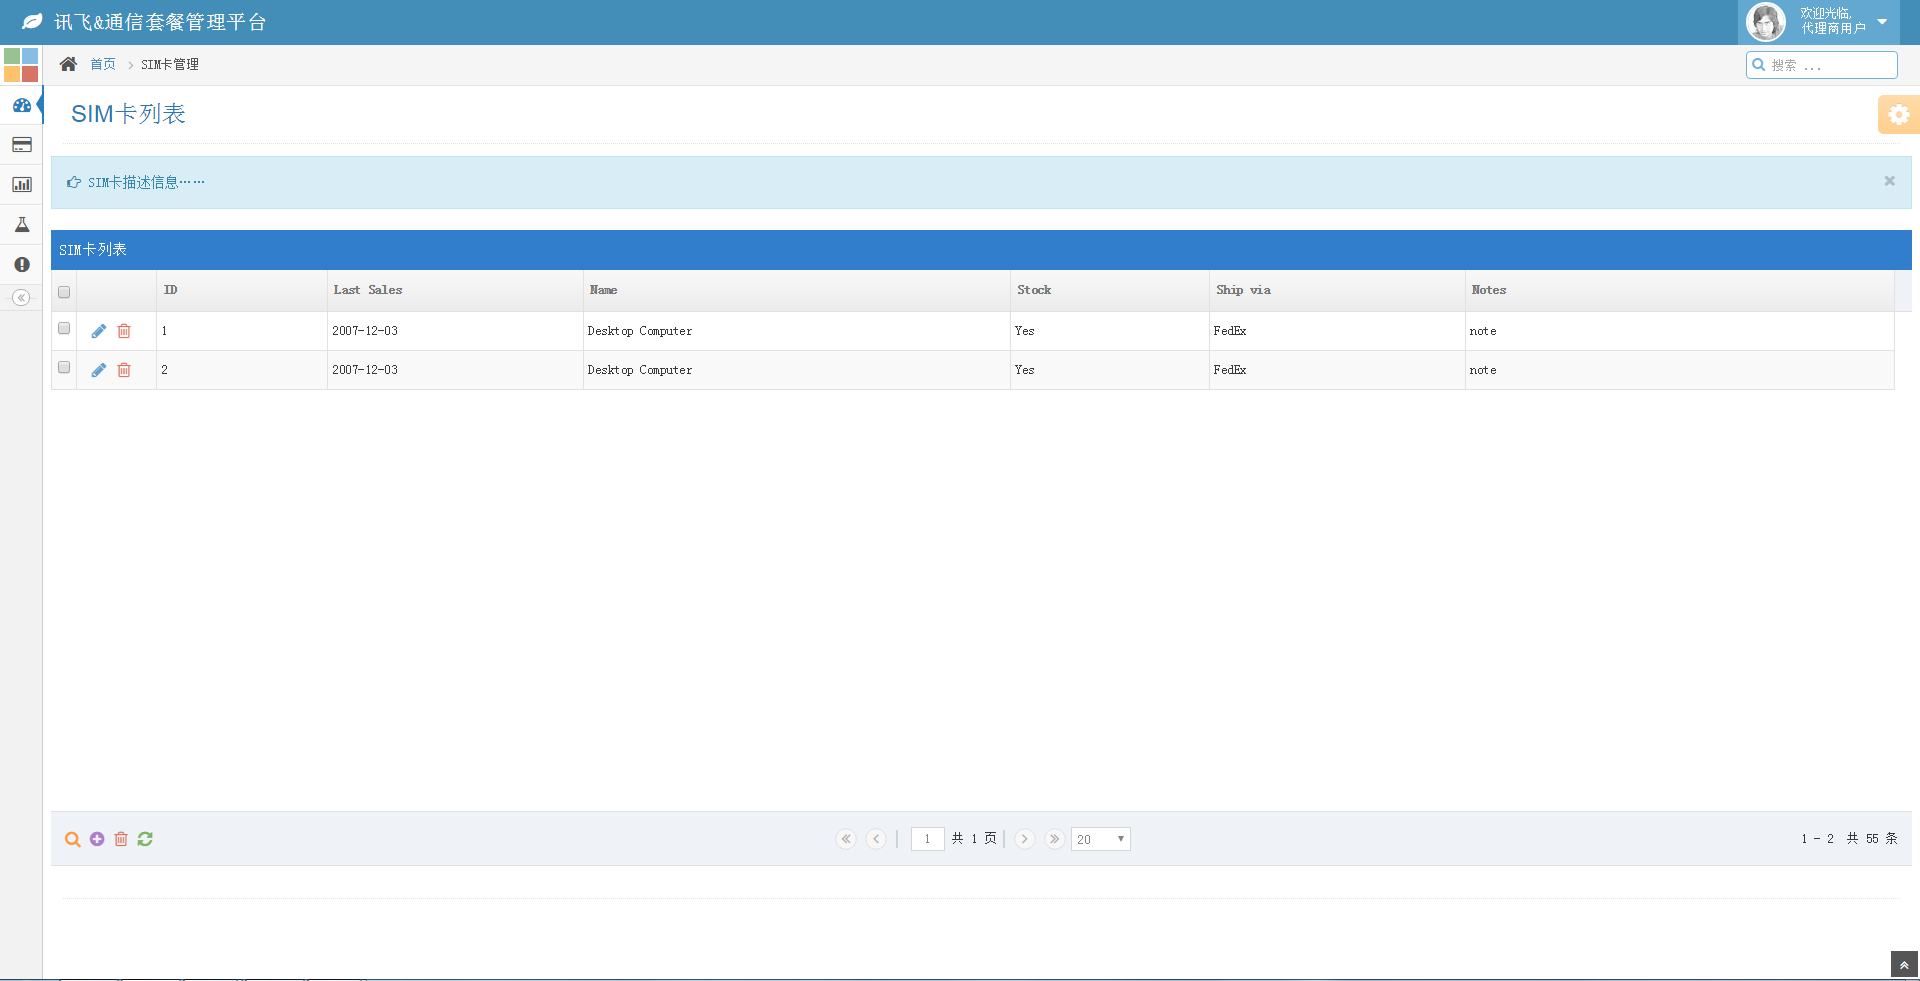 讯飞&通信套餐管理平台
欢迎光临,
代理商用户
首页 SIM卡管理
搜索 ...
SIM卡列表
SIM卡描述信息……
SIM卡列表
ID Last Sales Name Stock Ship via Notes
1 2007-12-03 Desktop Computer Yes FedEx note
2 2007-12-03 Desktop Computer Yes FedEx note
1 共 1 页 20 1 - 2 共 55 条